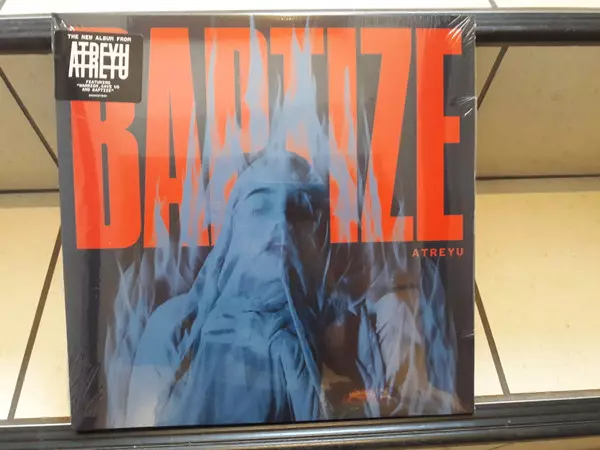 THE NEW ALBUM FROM
ATREYU
FEATURING
"WARRIOR, SAVE US
AND BAPTIZE"
BAPTIZE
ATREYU